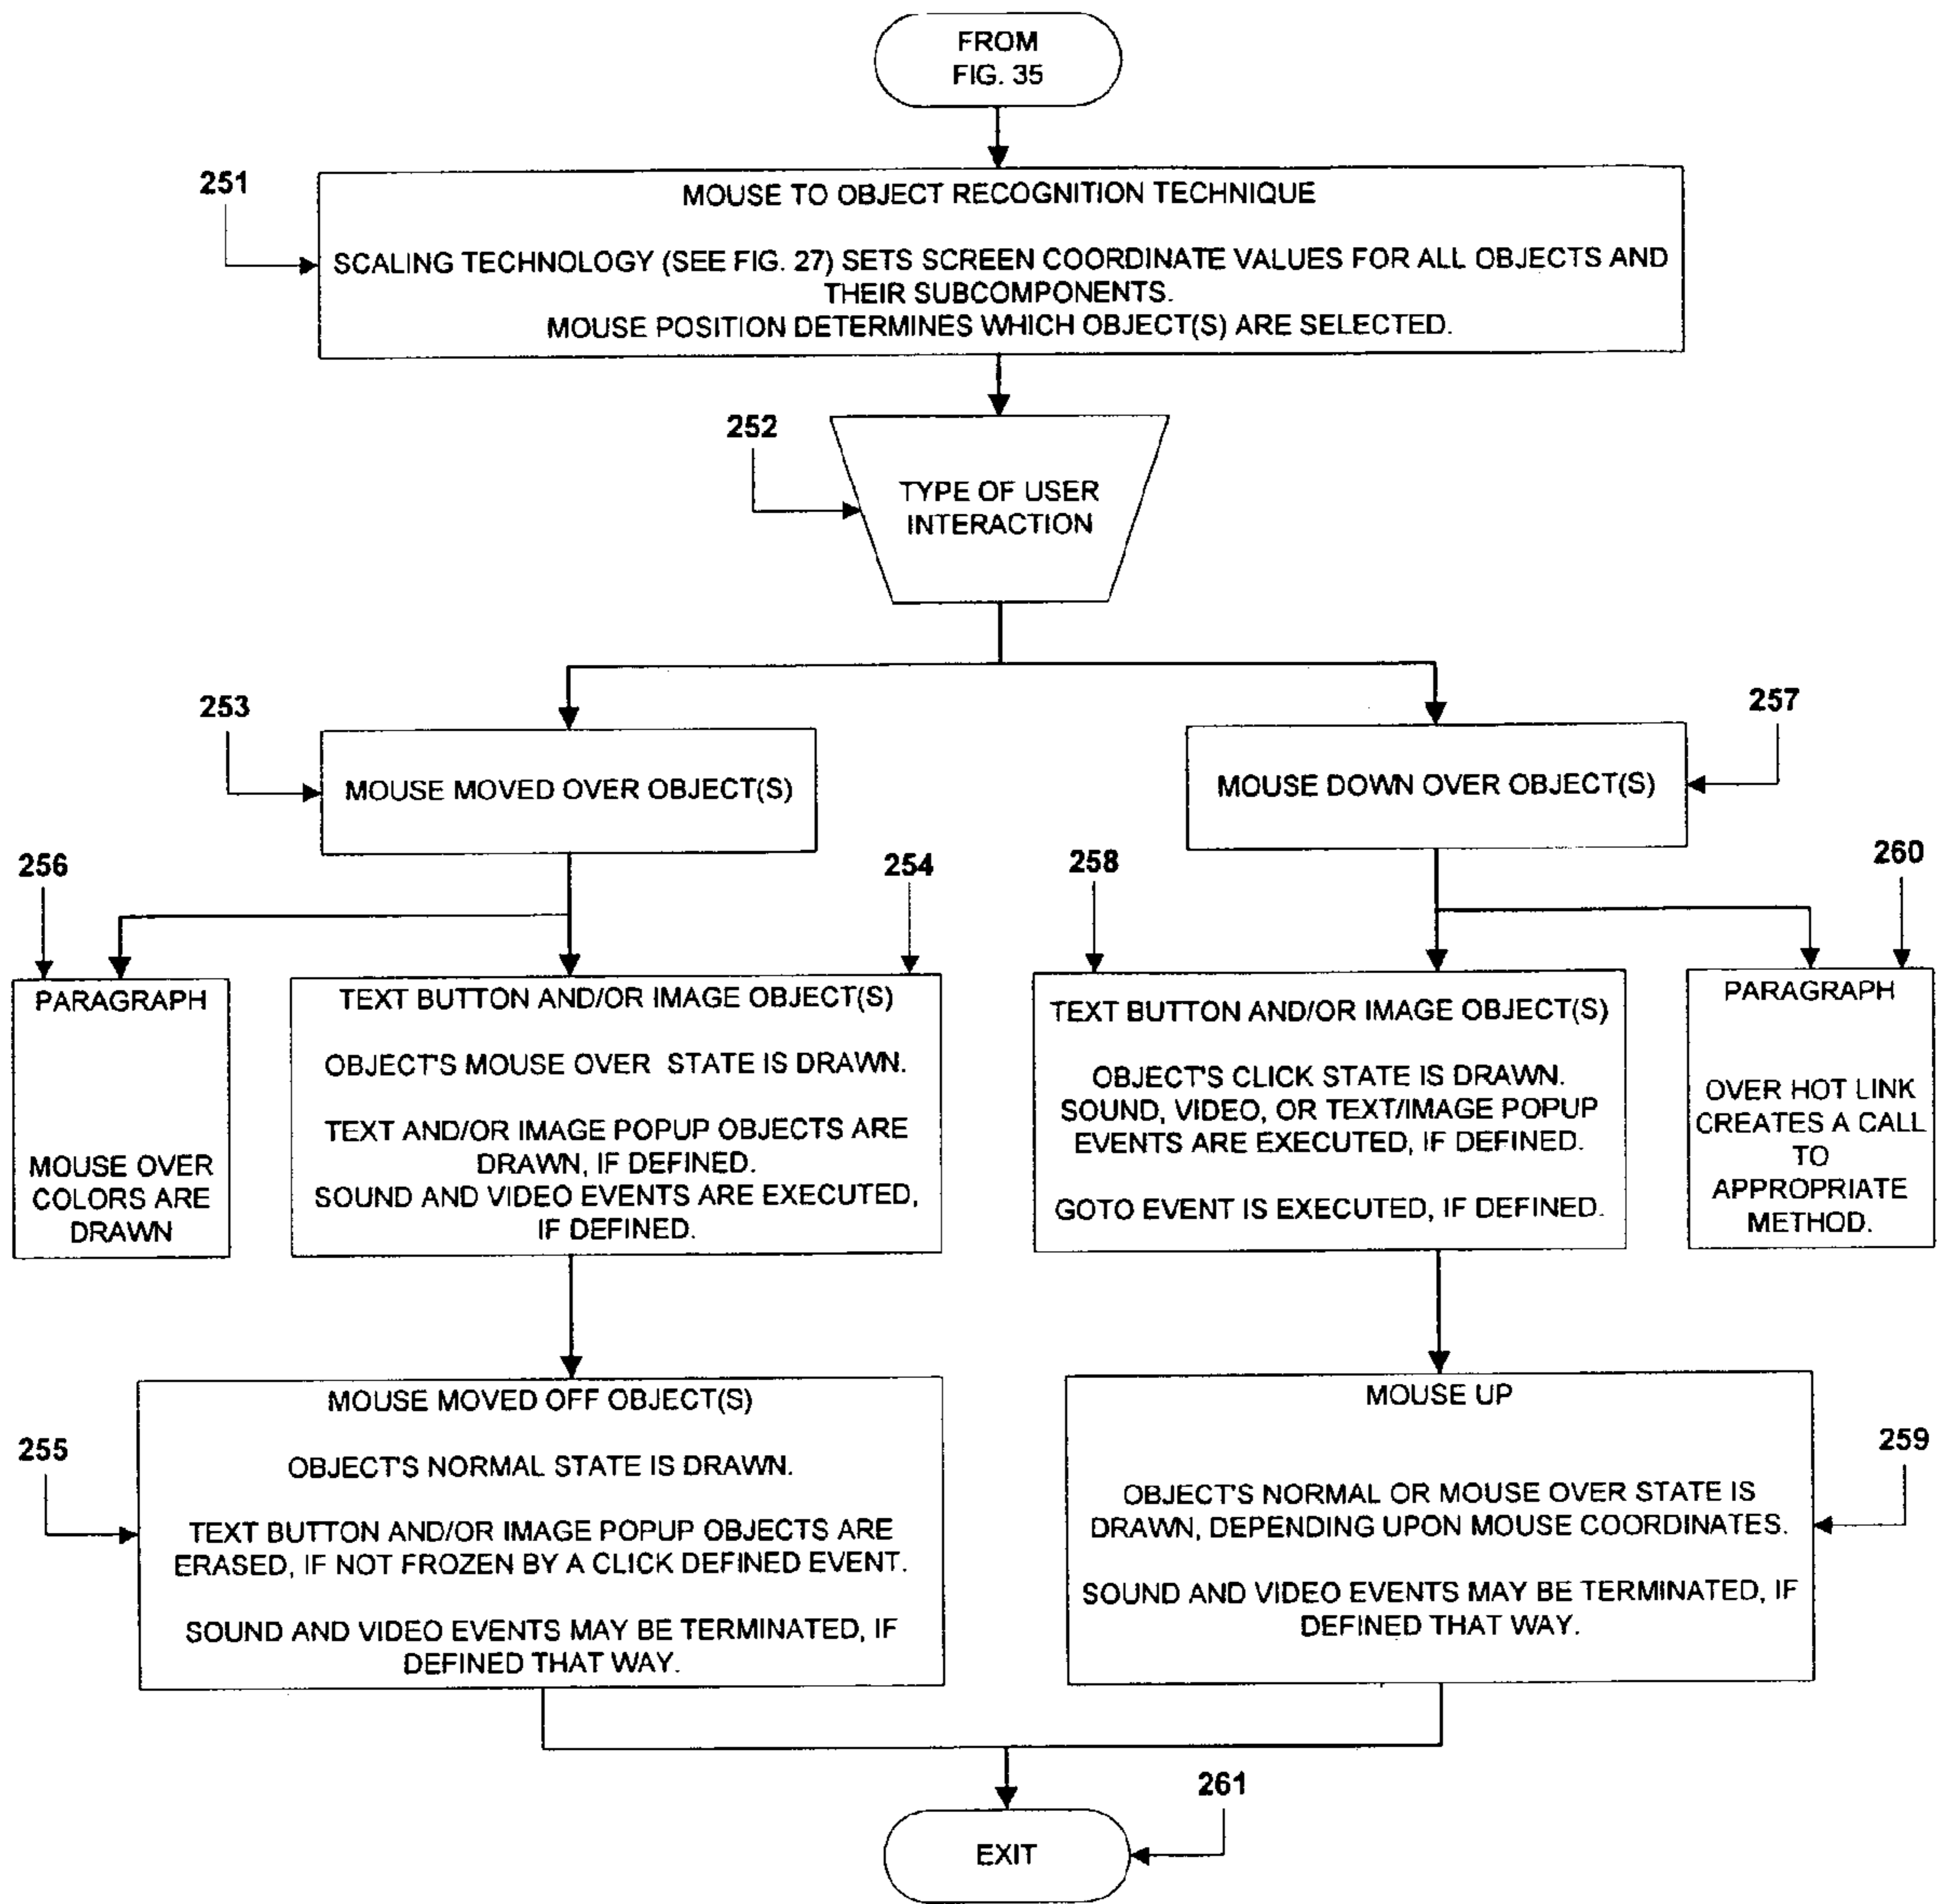 FROM
FIG. 35
251
MOUSE TO OBJECT RECOGNITION TECHNIQUE
SCALING TECHNOLOGY (SEE FIG. 27) SETS SCREEN COORDINATE VALUES FOR ALL OBJECTS AND
THEIR SUBCOMPONENTS.
MOUSE POSITION DETERMINES WHICH OBJECT(S) ARE SELECTED.
252
TYPE OF USER
INTERACTION
253
MOUSE MOVED OVER OBJECT(S)
257
MOUSE DOWN OVER OBJECT(S)
256
PARAGRAPH
MOUSE OVER
COLORS ARE
DRAWN
254
TEXT BUTTON AND/OR IMAGE OBJECT(S)
OBJECT'S MOUSE OVER STATE IS DRAWN.
TEXT AND/OR IMAGE POPUP OBJECTS ARE
DRAWN, IF DEFINED.
SOUND AND VIDEO EVENTS ARE EXECUTED,
IF DEFINED.
258
TEXT BUTTON AND/OR IMAGE OBJECT(S)
OBJECT'S CLICK STATE IS DRAWN.
SOUND, VIDEO, OR TEXT/IMAGE POPUP
EVENTS ARE EXECUTED, IF DEFINED.
GOTO EVENT IS EXECUTED, IF DEFINED.
260
PARAGRAPH
OVER HOT LINK
CREATES A CALL
TO
APPROPRIATE
METHOD.
255
MOUSE MOVED OFF OBJECT(S)
OBJECT'S NORMAL STATE IS DRAWN.
TEXT BUTTON AND/OR IMAGE POPUP OBJECTS ARE
ERASED, IF NOT FROZEN BY A CLICK DEFINED EVENT.
SOUND AND VIDEO EVENTS MAY BE TERMINATED, IF
DEFINED THAT WAY.
259
MOUSE UP
OBJECT'S NORMAL OR MOUSE OVER STATE IS
DRAWN, DEPENDING UPON MOUSE COORDINATES.
SOUND AND VIDEO EVENTS MAY BE TERMINATED, IF
DEFINED THAT WAY.
261
EXIT